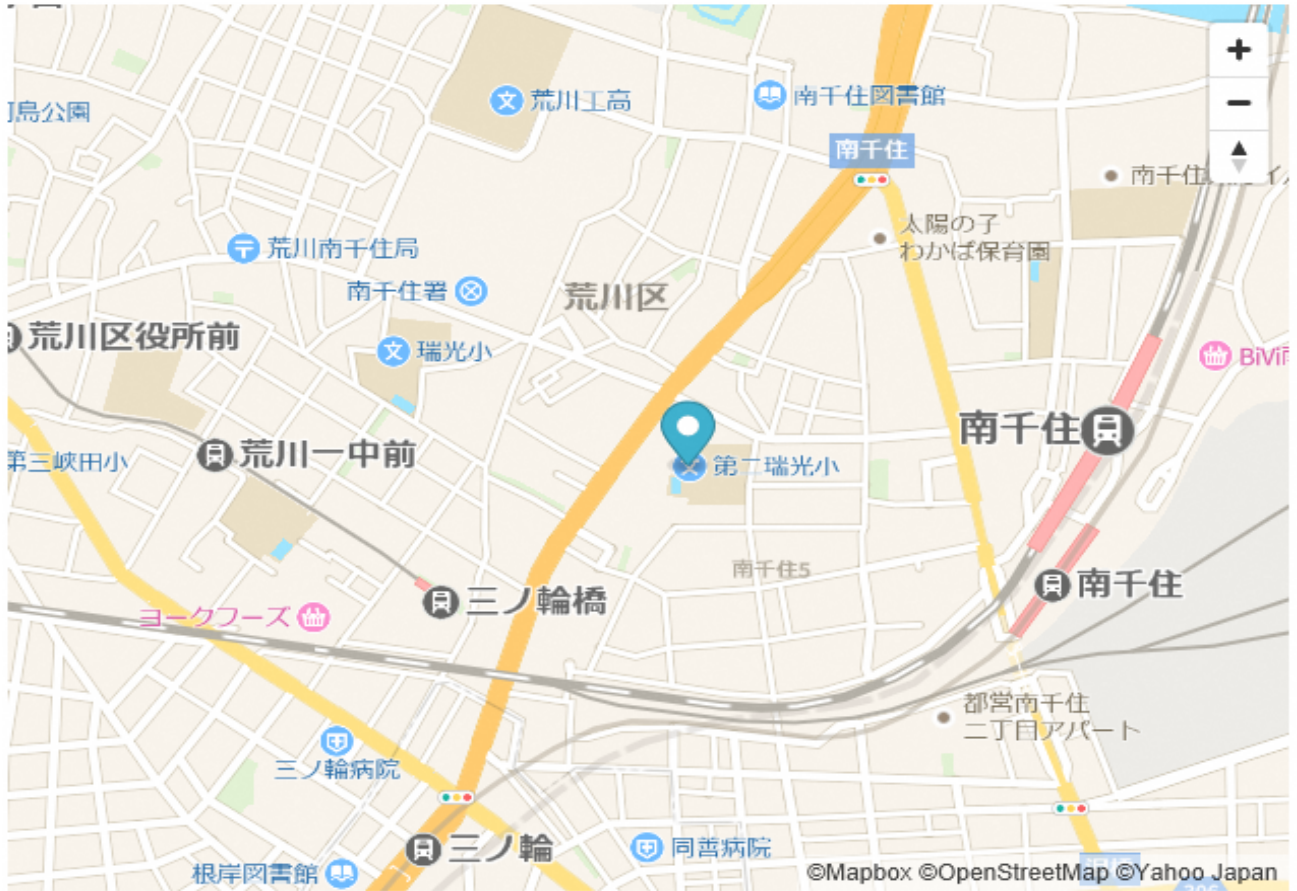 荒川工高
南千住図書館
島公園
南千住
南千住
太陽の子
わかば保育園
荒川南千住局
南千住署
荒川区
荒川区役所前
瑞光小
BiVi
南千住
荒川一中前
第三峡田小
第二瑞光小
南千住5
南千住
三ノ輪橋
ヨークフーズ
都営南千住
二丁目アパート
三ノ輪病院
三ノ輪
同善病院
根岸図書館
©Mapbox ©OpenStreetMap ©Yahoo Japan